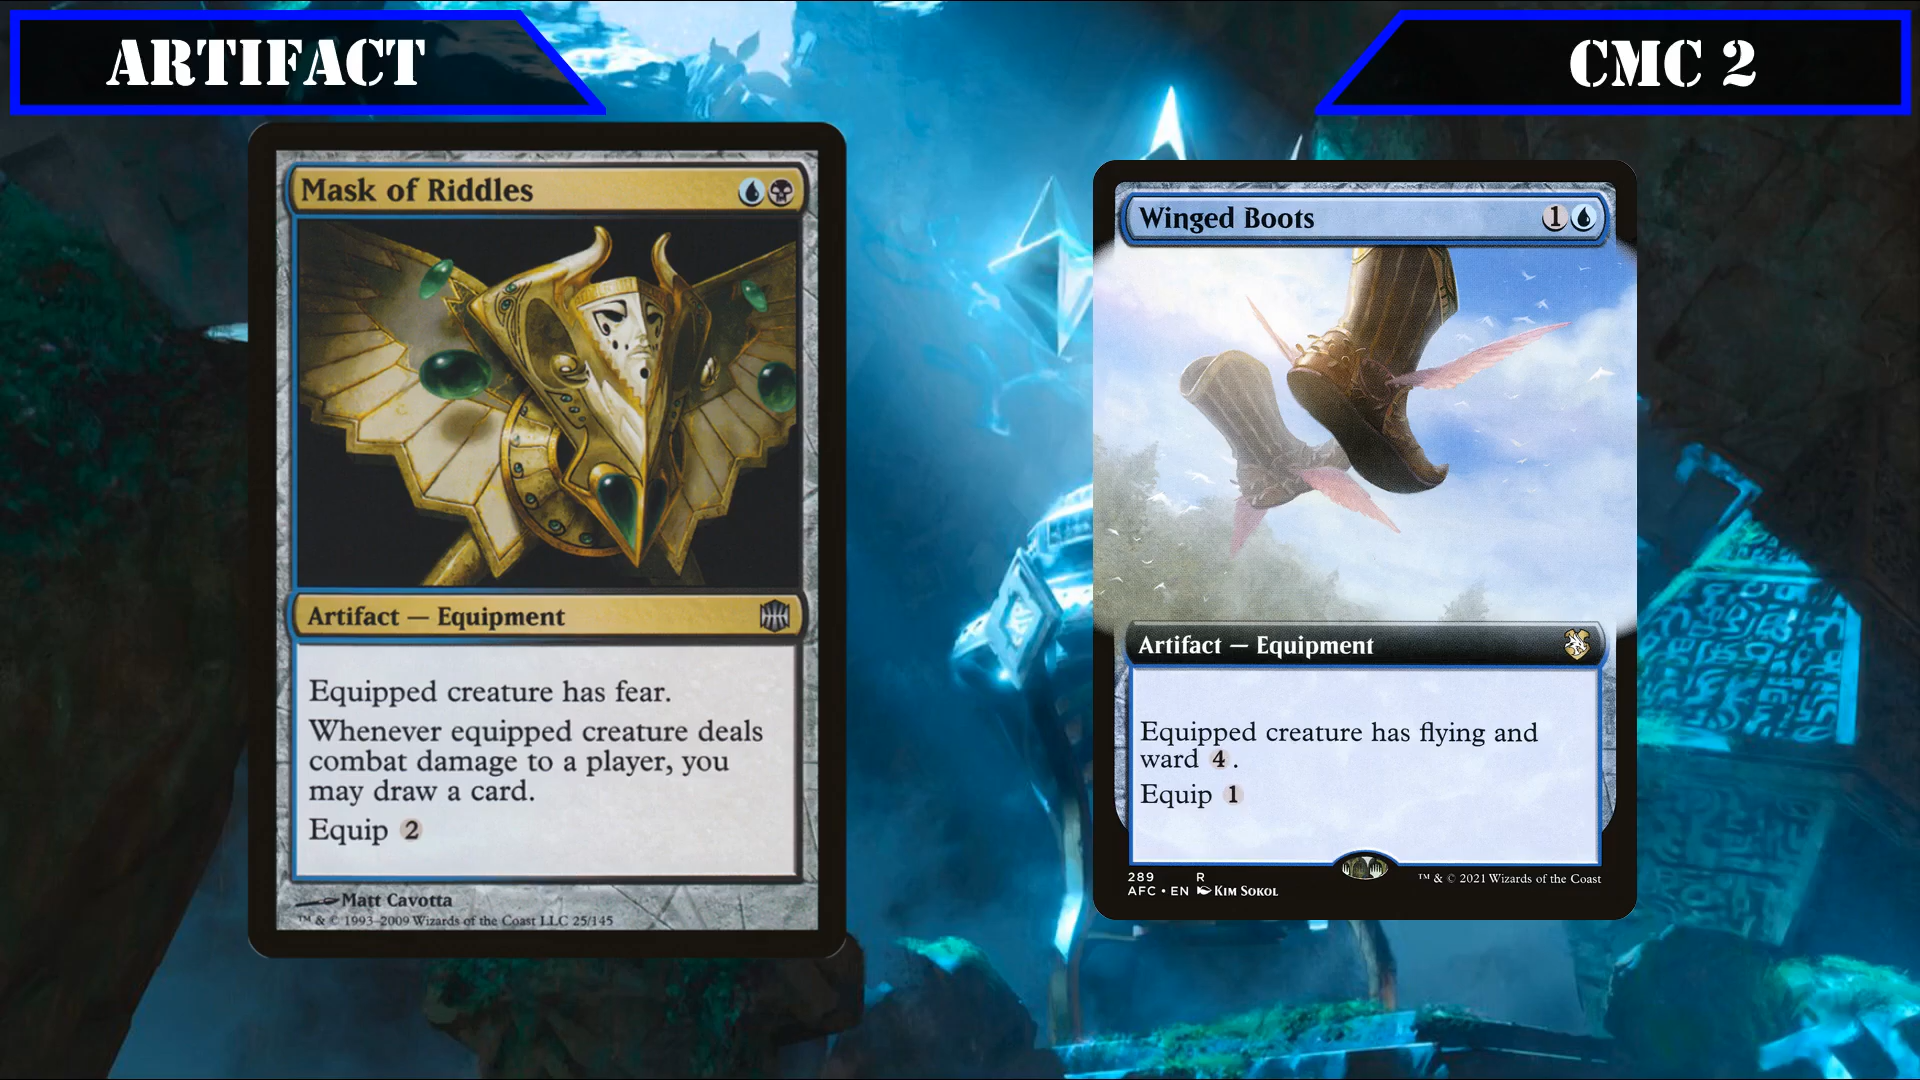 ARTIFACT
CMC 2
Mask of Riddles
Artifact — Equipment
Equipped creature has fear.
Whenever equipped creature deals
combat damage to a player, you
may draw a card.
Equip 2
Matt Cavotta
™ & © 1993–2009 Wizards of the Coast LLC 25/145
Winged Boots 1
Artifact — Equipment
Equipped creature has flying and
ward 4.
Equip 1
289 R
AFC • EN Kim Sokol
™ & © 2021 Wizards of the Coast